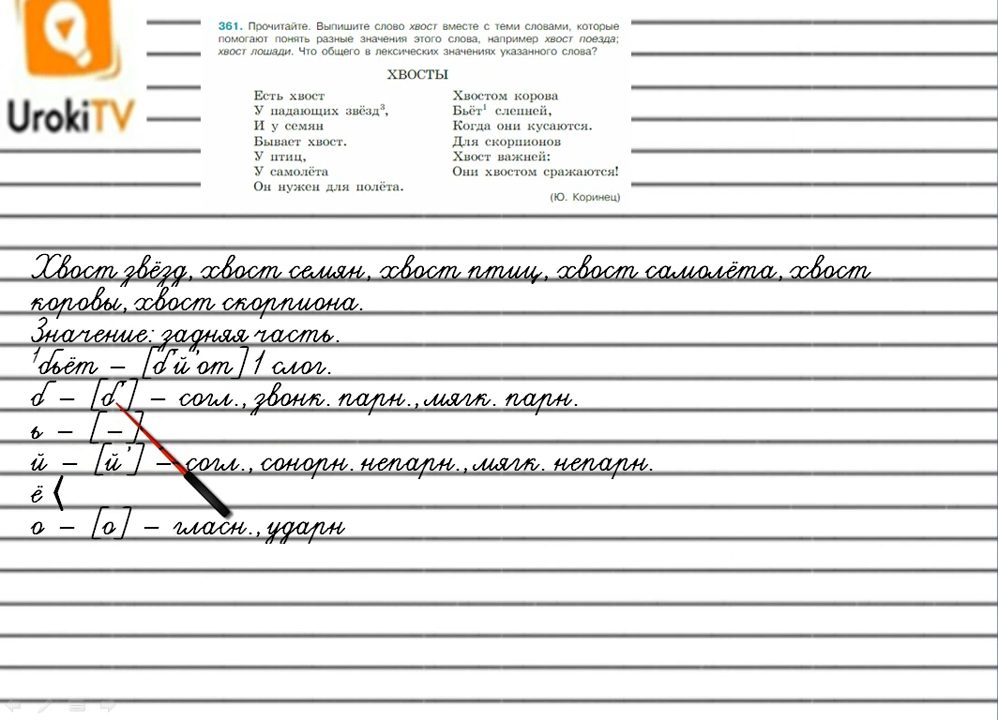 UrokiTV
361. Прочитайте. Выпишите слово хвост вместе с теми словами, которые
помогают понять разные значения этого слова, например хвост поезда;
хвост лошади. Что общего в лексических значениях указанного слова?
ХВОСТЫ
Есть хвост
У падающих звёзд³,
И у семян
Бывает хвост.
У птиц,
У самолёта
Он нужен для полёта.
Хвостом корова
Бьёт¹ слепней,
Когда они кусаются.
Для скорпионов
Хвост важней:
Они хвостом сражаются!
(Ю. Коринец)
Хвост звёзд, хвост семян, хвост птиц, хвост самолёта, хвост
коровы, хвост скорпиона.
Значение: задняя часть.
¹бьёт – [б'й'от] 1 слог.
б – [б'] – согл., звонк. парн., мягк. парн.
ь – [–]
й – [й'] – согл., сонорн. непарн., мягк. непарн.
ё ⟨
о – [о] – гласн., ударн